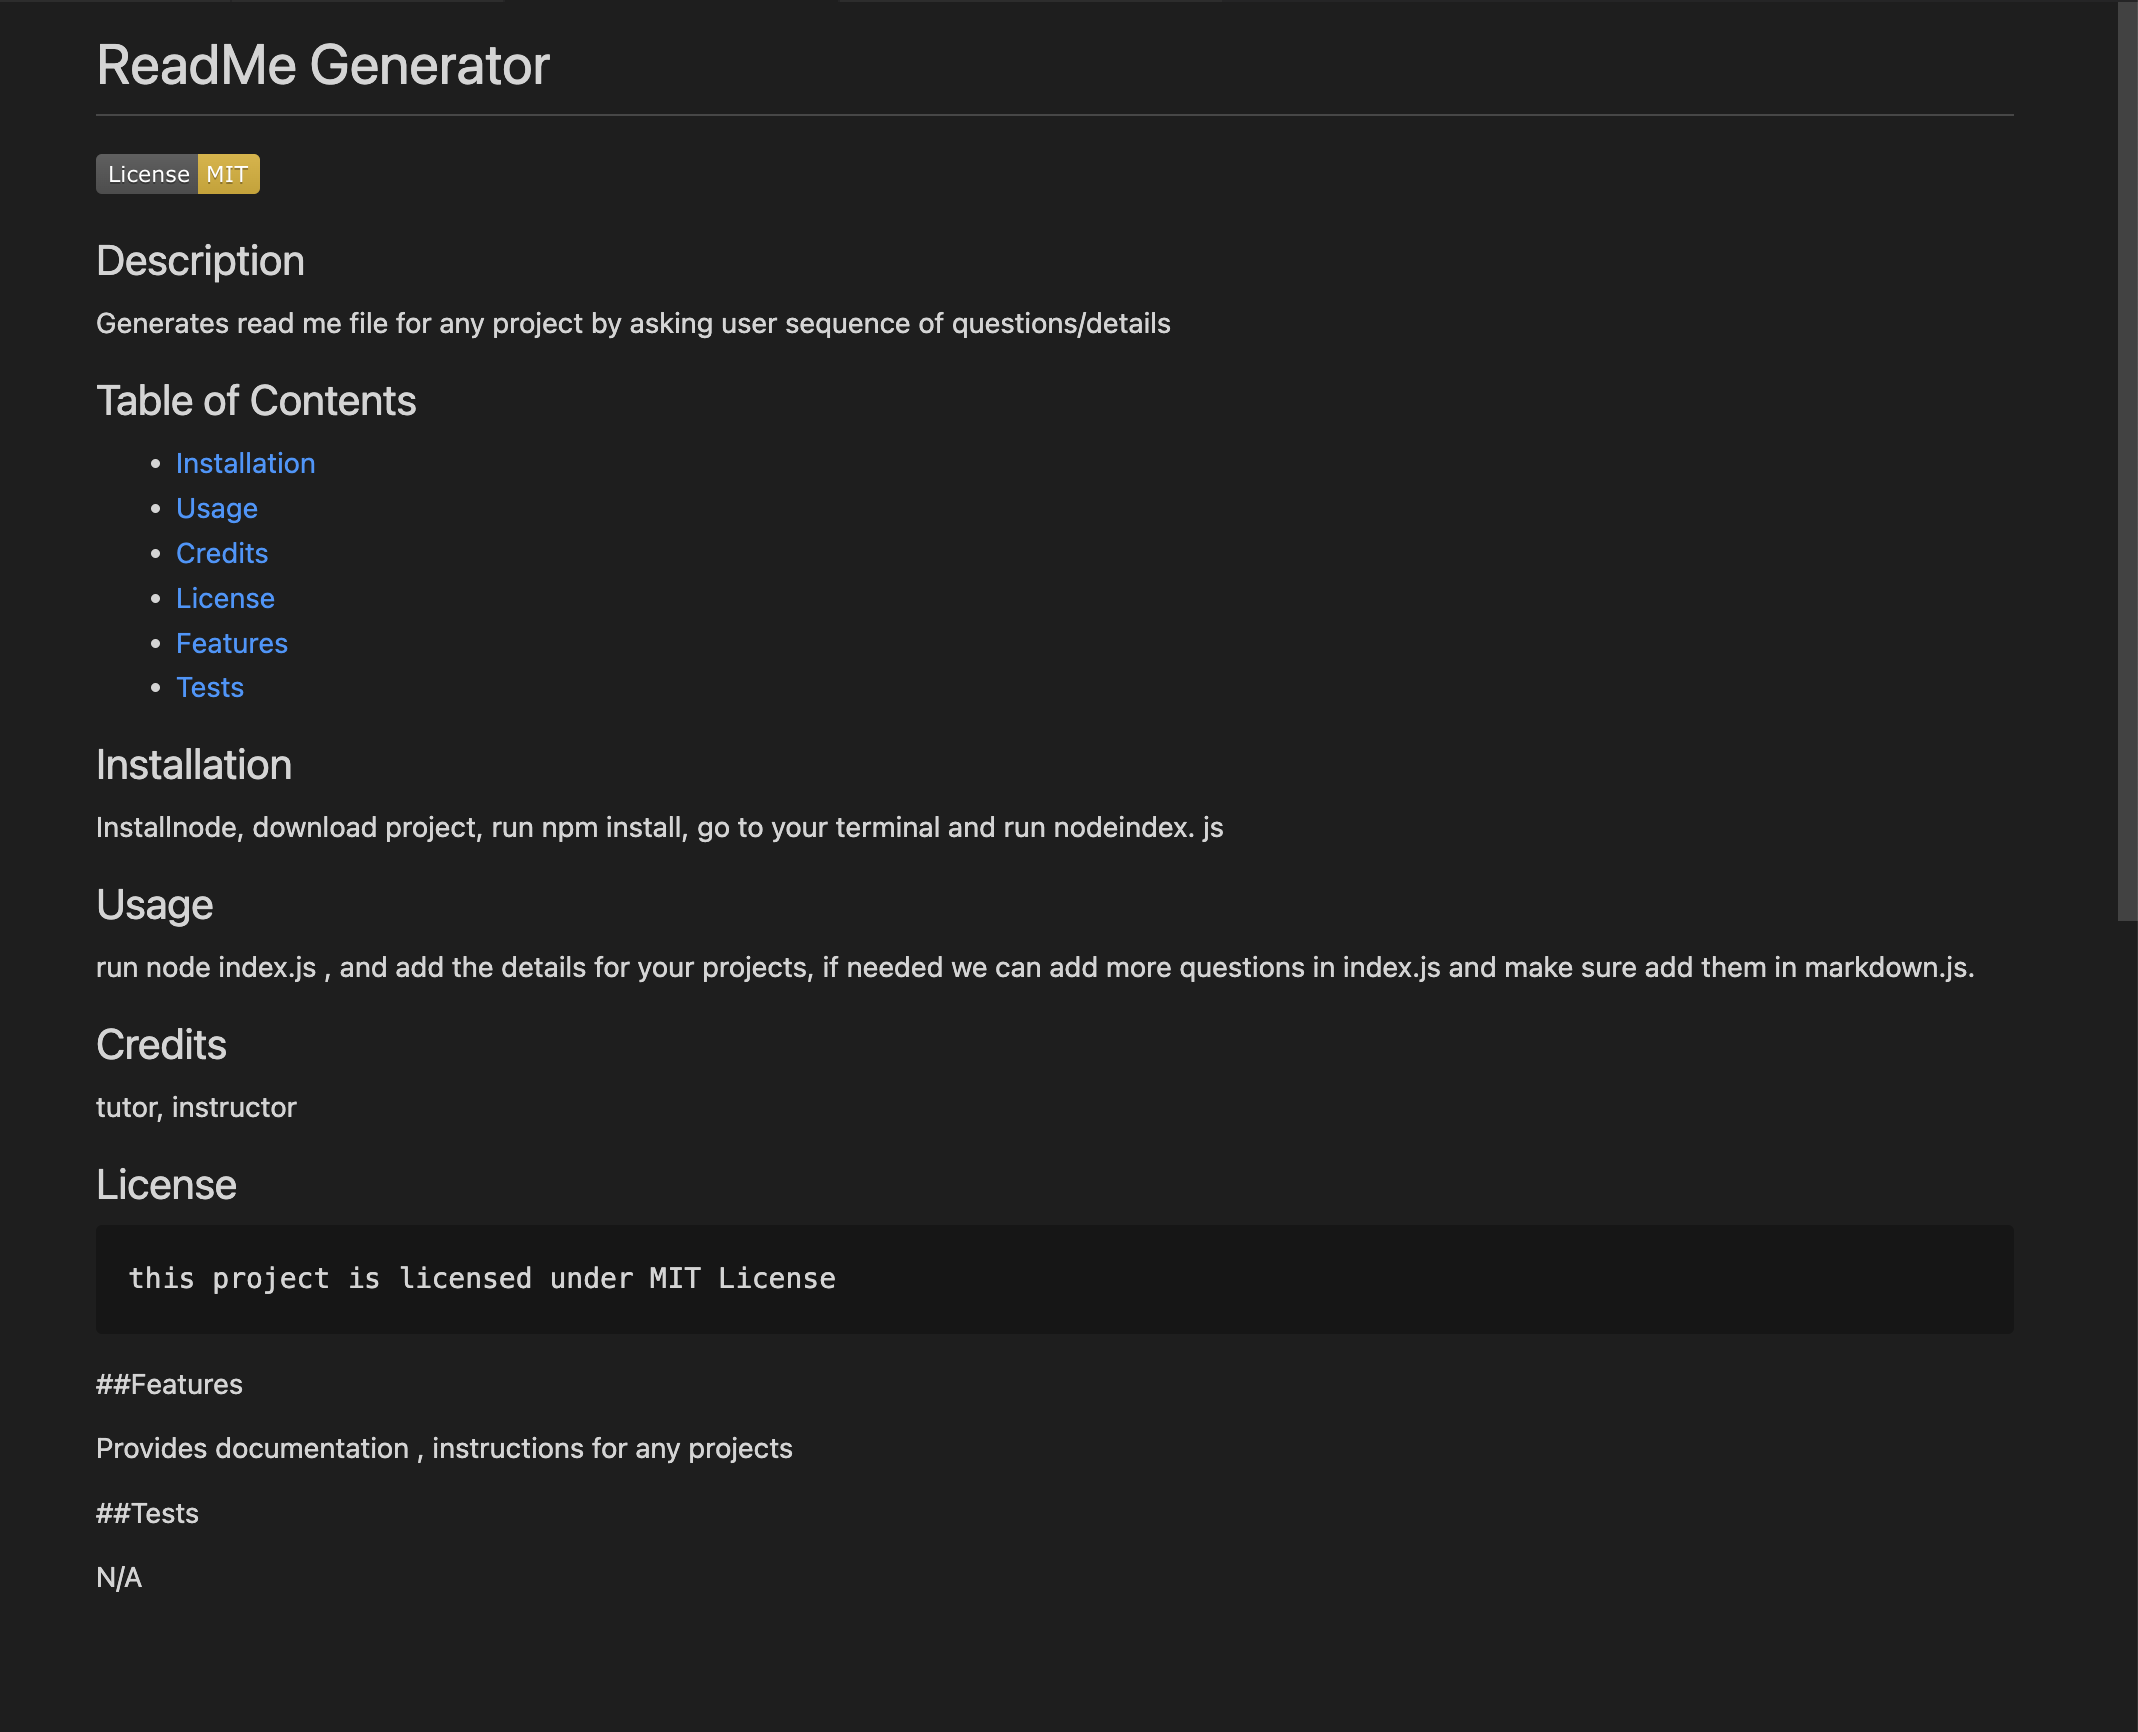 ReadMe Generator
License MIT
Description
Generates read me file for any project by asking user sequence of questions/details
Table of Contents
Installation
Usage
Credits
License
Features
Tests
Installation
Installnode, download project, run npm install, go to your terminal and run nodeindex. js
Usage
run node index.js , and add the details for your projects, if needed we can add more questions in index.js and make sure add them in markdown.js.
Credits
tutor, instructor
License
this project is licensed under MIT License
##Features
Provides documentation , instructions for any projects
##Tests
N/A